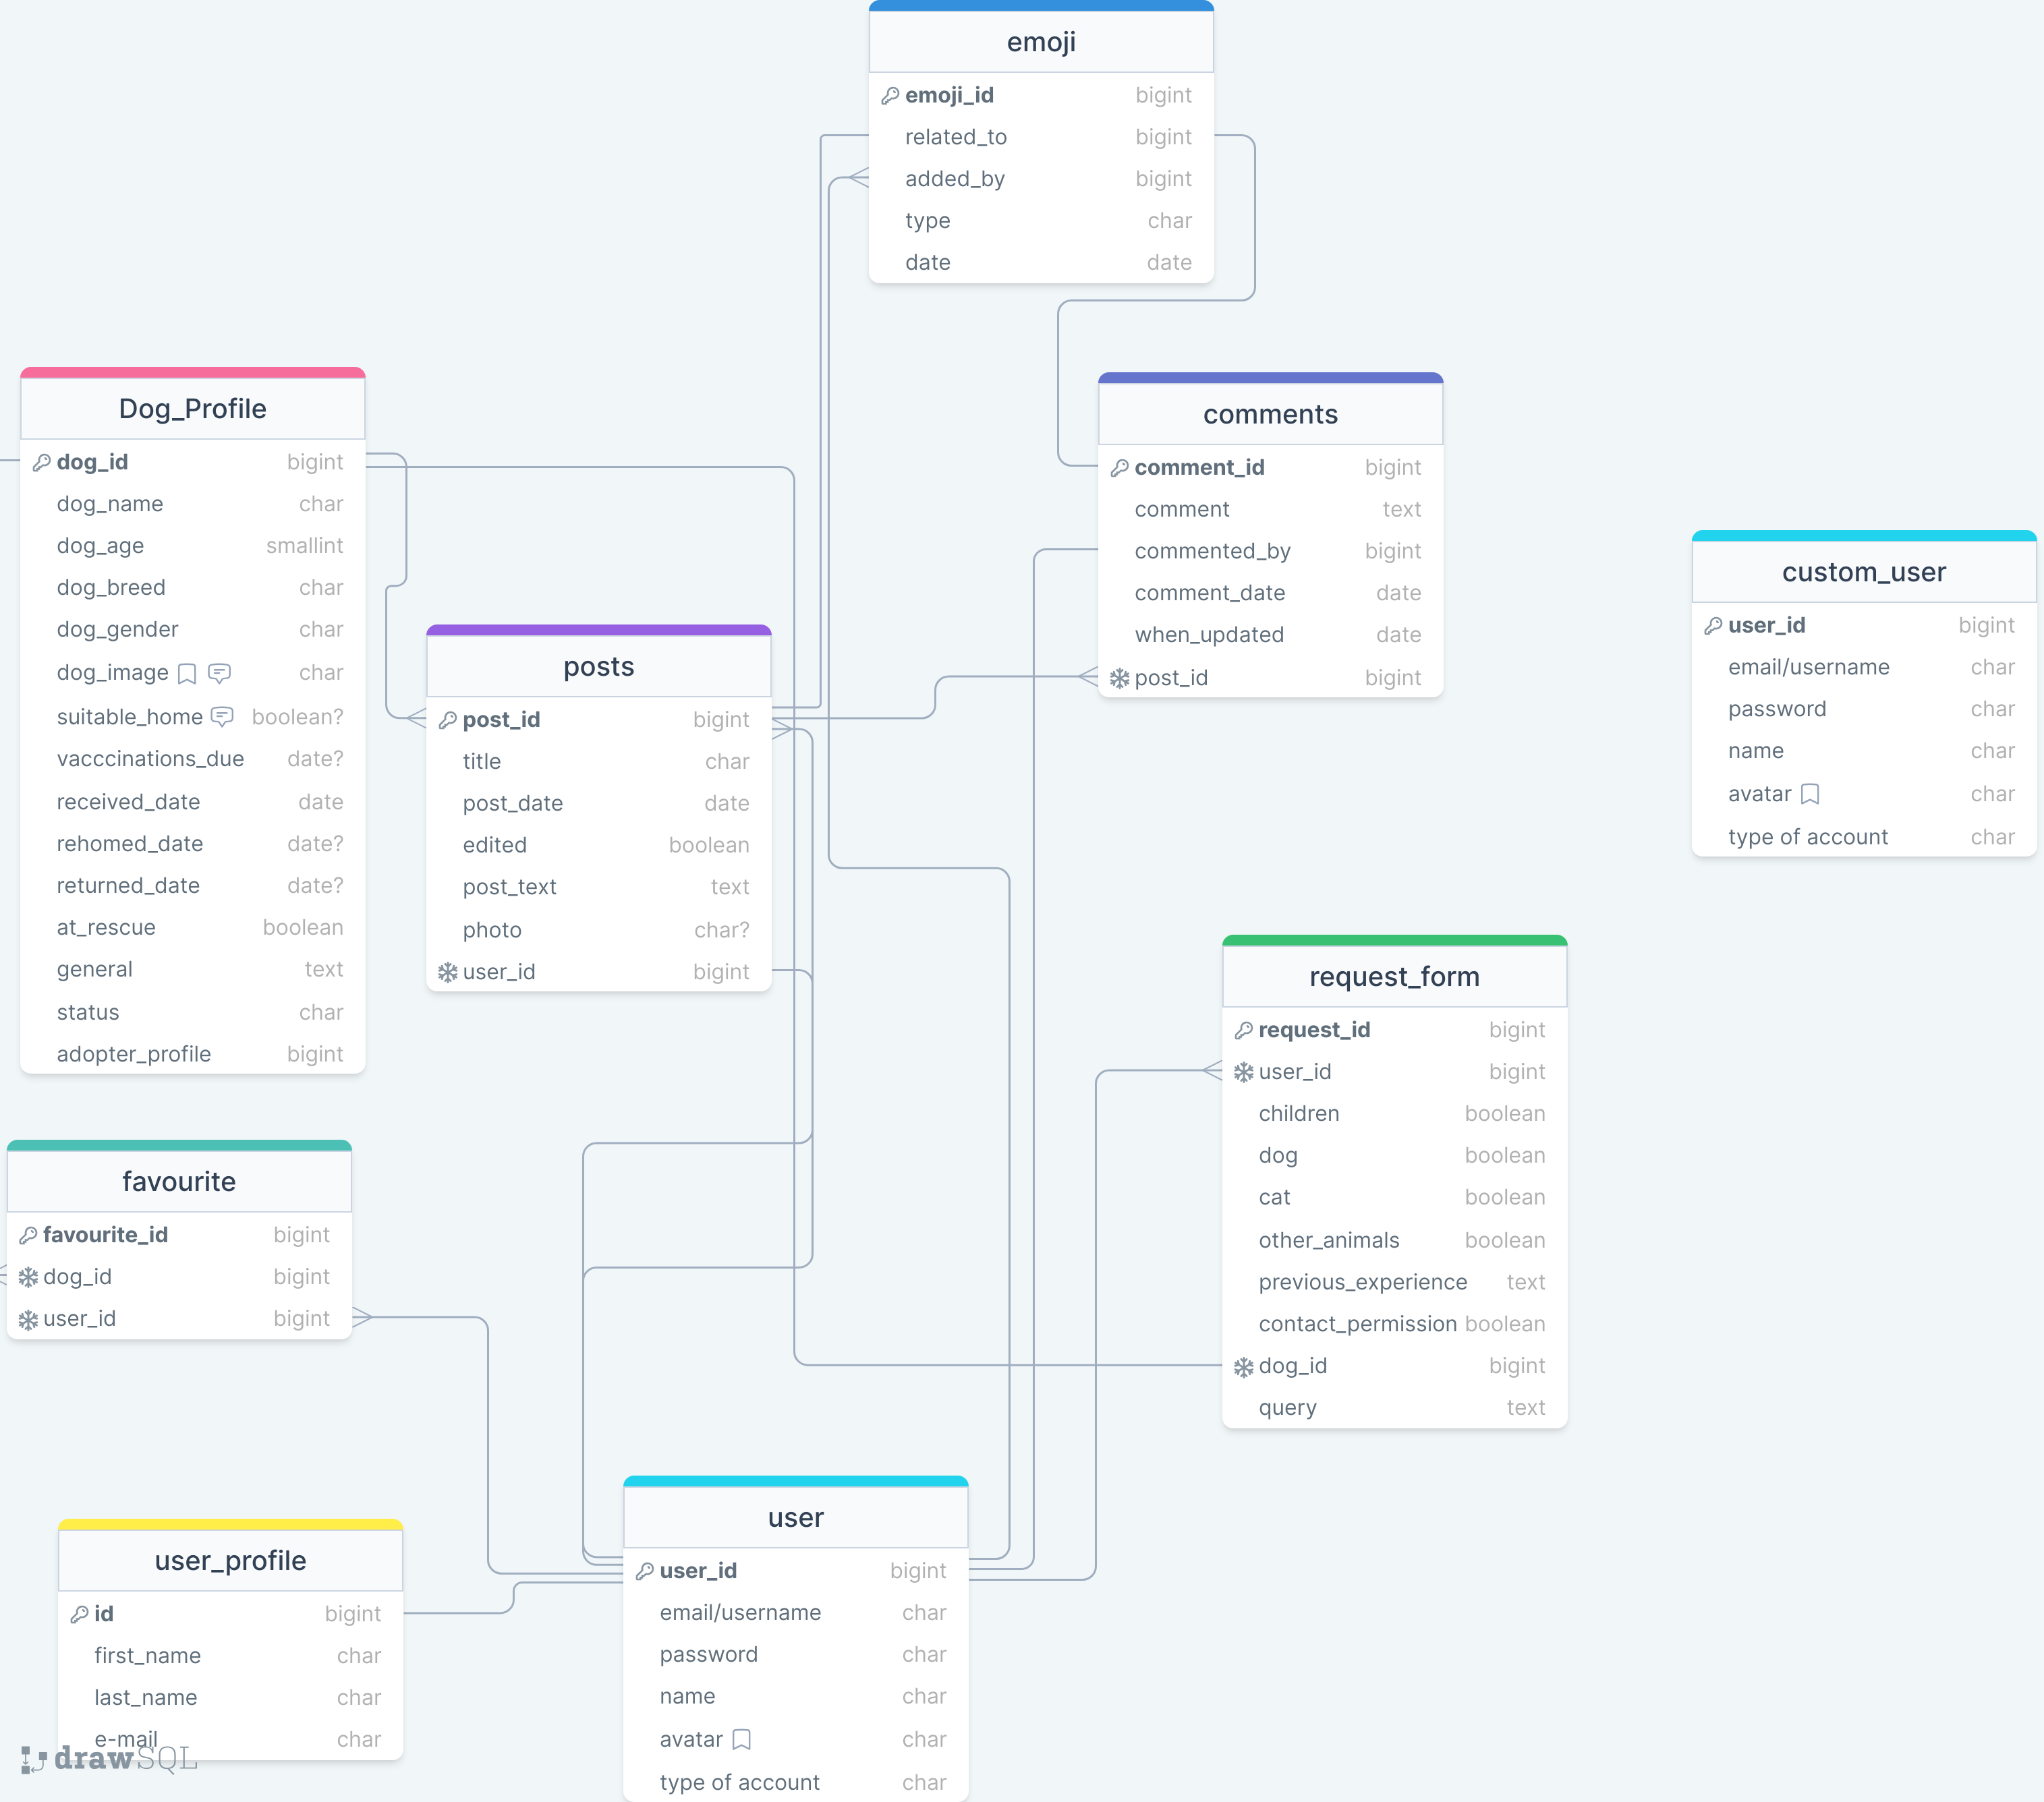 emoji
emoji_id bigint
related_to bigint
added_by bigint
type char
date date
Dog_Profile
dog_id bigint
dog_name char
dog_age smallint
dog_breed char
dog_gender char
dog_image char
suitable_home boolean?
vacccinations_due date?
received_date date
rehomed_date date?
returned_date date?
at_rescue boolean
general text
status char
adopter_profile bigint
comments
comment_id bigint
comment text
commented_by bigint
comment_date date
when_updated date
post_id bigint
custom_user
user_id bigint
email/username char
password char
name char
avatar char
type of account char
posts
post_id bigint
title char
post_date date
edited boolean
post_text text
photo char?
user_id bigint
request_form
request_id bigint
user_id bigint
children boolean
dog boolean
cat boolean
other_animals boolean
previous_experience text
contact_permission boolean
dog_id bigint
query text
favourite
favourite_id bigint
dog_id bigint
user_id bigint
user
user_id bigint
email/username char
password char
name char
avatar char
type of account char
user_profile
id bigint
first_name char
last_name char
e-mail char
drawSQL